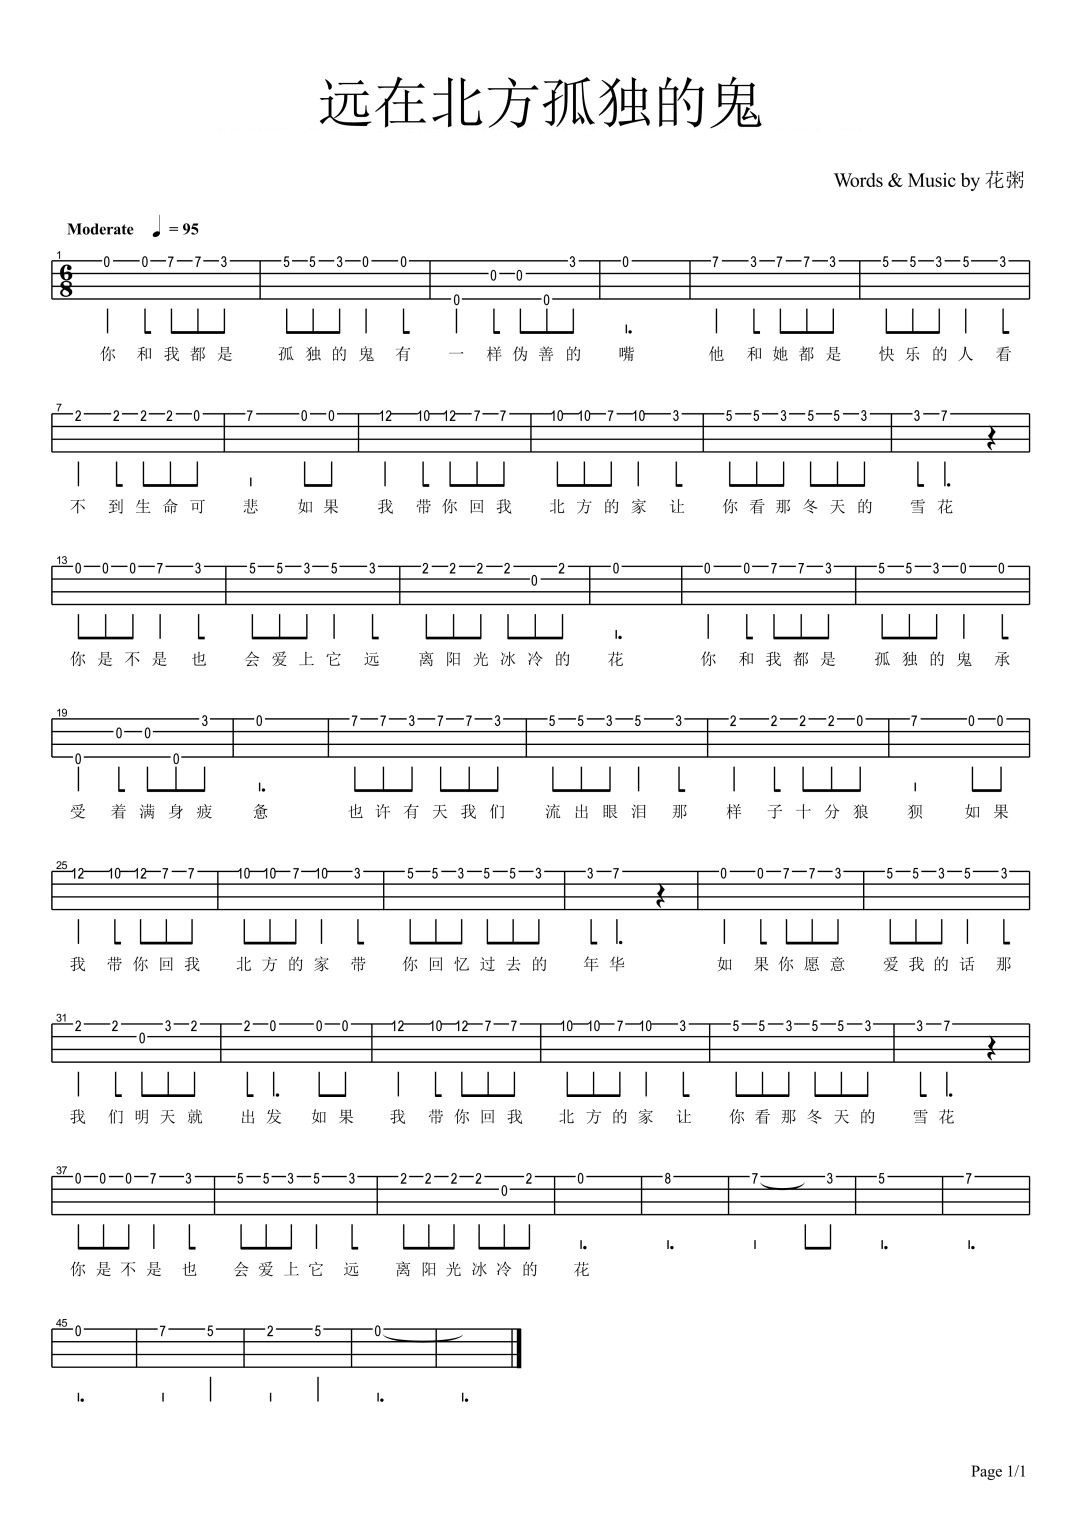 远在北方孤独的鬼
Words & Music by 花粥
Moderate ♩ = 95
1
6
8
0 0 7 7 3 5 5 3 0 0 0 0 0 0 3 0 7 3 7 7 3 5 5 3 5 3
你 和 我 都 是 孤 独 的 鬼 有 一 样 伪 善 的 嘴 他 和 她 都 是 快 乐 的 人 看
7
2 2 2 2 0 7 0 0 12 10 12 7 7 10 10 7 10 3 5 5 3 5 5 3 3 7
不 到 生 命 可 悲 如 果 我 带 你 回 我 北 方 的 家 让 你 看 那 冬 天 的 雪 花
13
0 0 0 7 3 5 5 3 5 3 2 2 2 2 0 2 0 0 0 7 7 3 5 5 3 0 0
你 是 不 是 也 会 爱 上 它 远 离 阳 光 冰 冷 的 花 你 和 我 都 是 孤 独 的 鬼 承
19
0 0 0 0 3 0 7 7 3 7 7 3 5 5 3 5 3 2 2 2 2 0 7 0 0
受 着 满 身 疲 惫 也 许 有 天 我 们 流 出 眼 泪 那 样 子 十 分 狼 狈 如 果
25
12 10 12 7 7 10 10 7 10 3 5 5 3 5 5 3 3 7 0 0 7 7 3 5 5 3 5 3
我 带 你 回 我 北 方 的 家 带 你 回 忆 过 去 的 年 华 如 果 你 愿 意 爱 我 的 话 那
31
2 2 0 3 2 2 0 0 0 12 10 12 7 7 10 10 7 10 3 5 5 3 5 5 3 3 7
我 们 明 天 就 出 发 如 果 我 带 你 回 我 北 方 的 家 让 你 看 那 冬 天 的 雪 花
37
0 0 0 7 3 5 5 3 5 3 2 2 2 2 0 2 0 8 7 3 5 7
你 是 不 是 也 会 爱 上 它 远 离 阳 光 冰 冷 的 花
45
0 7 5 2 5 0
Page 1/1